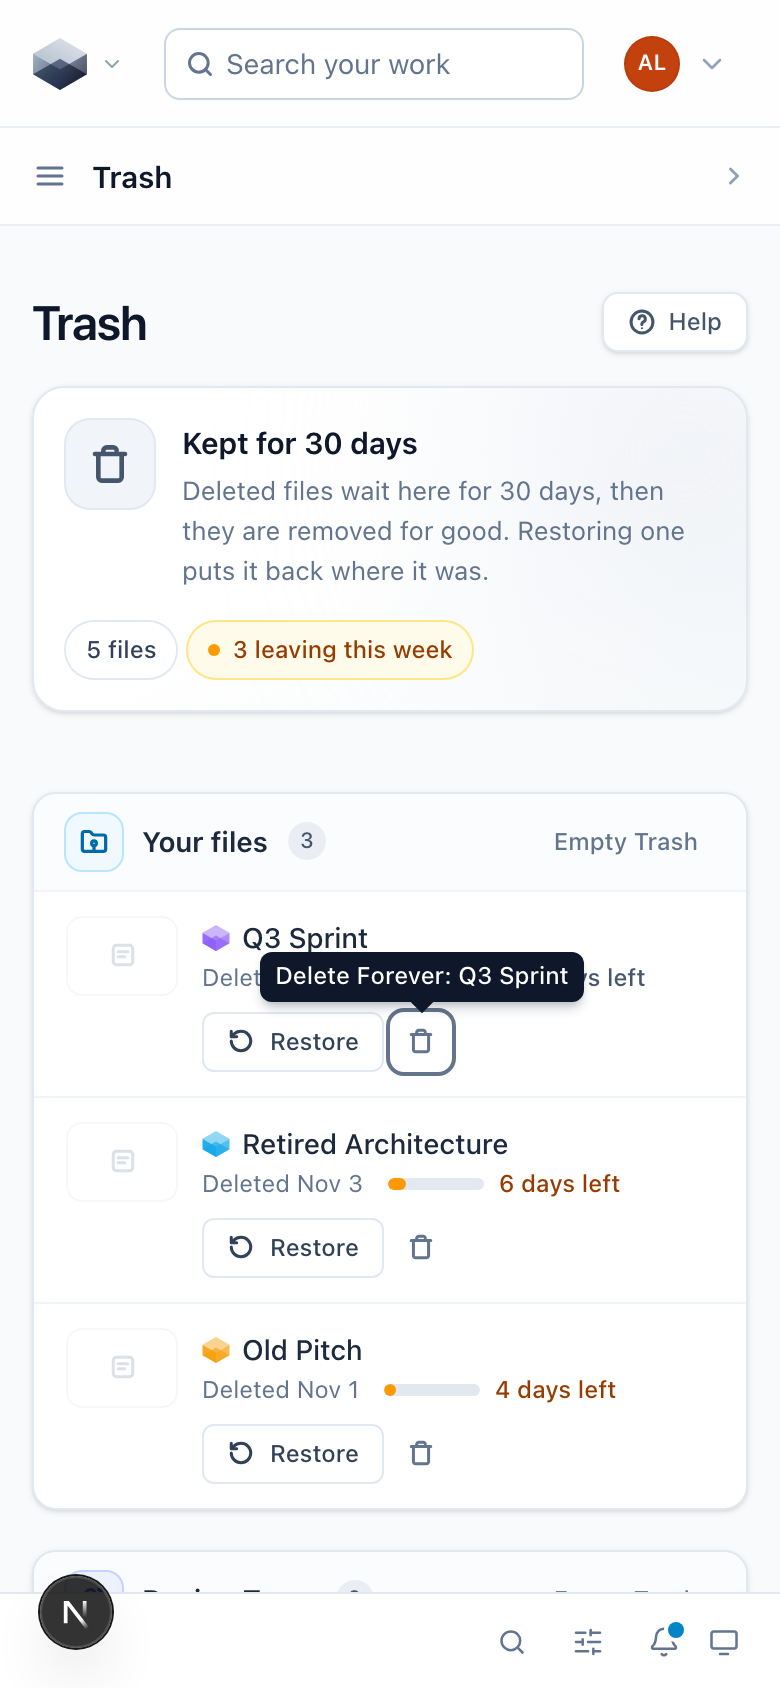 Search your work
AL
Trash
Trash
Help
Kept for 30 days
Deleted files wait here for 30 days, then
they are removed for good. Restoring one
puts it back where it was.
5 files
3 leaving this week
Your files
3
Empty Trash
Q3 Sprint
Delete Forever: Q3 Sprint
left
Restore
Retired Architecture
Deleted Nov 3
6 days left
Restore
Old Pitch
Deleted Nov 1
4 days left
Restore
N